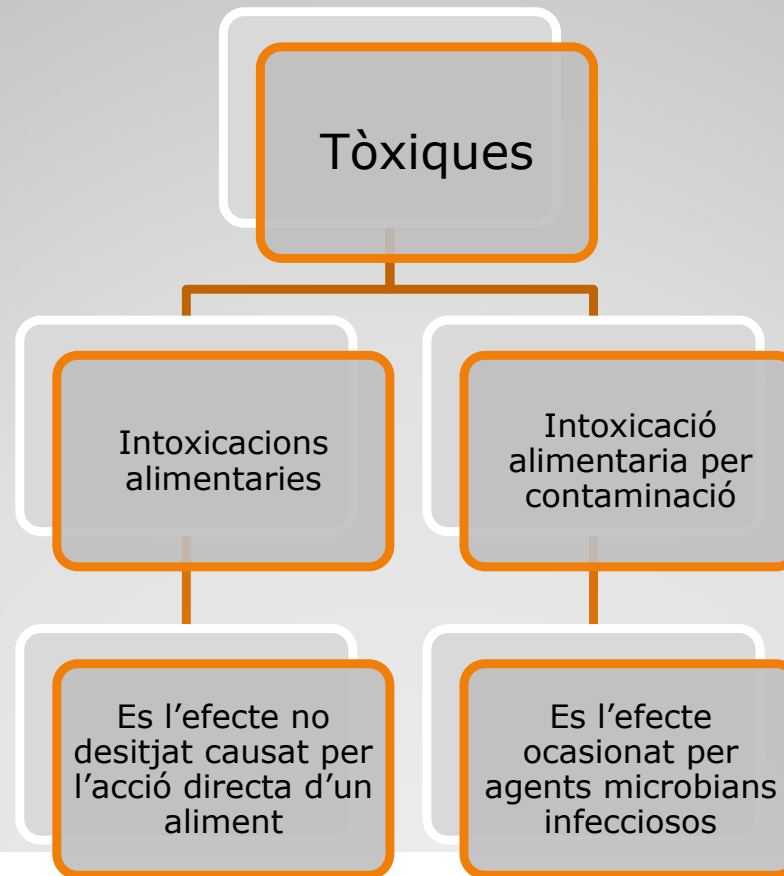 Tòxiques
Intoxicacions
alimentaries
Intoxicació
alimentaria per
contaminació
Es l’efecte no
desitjat causat per
l’acció directa d’un
aliment
Es l’efecte
ocasionat per
agents microbians
infecciosos